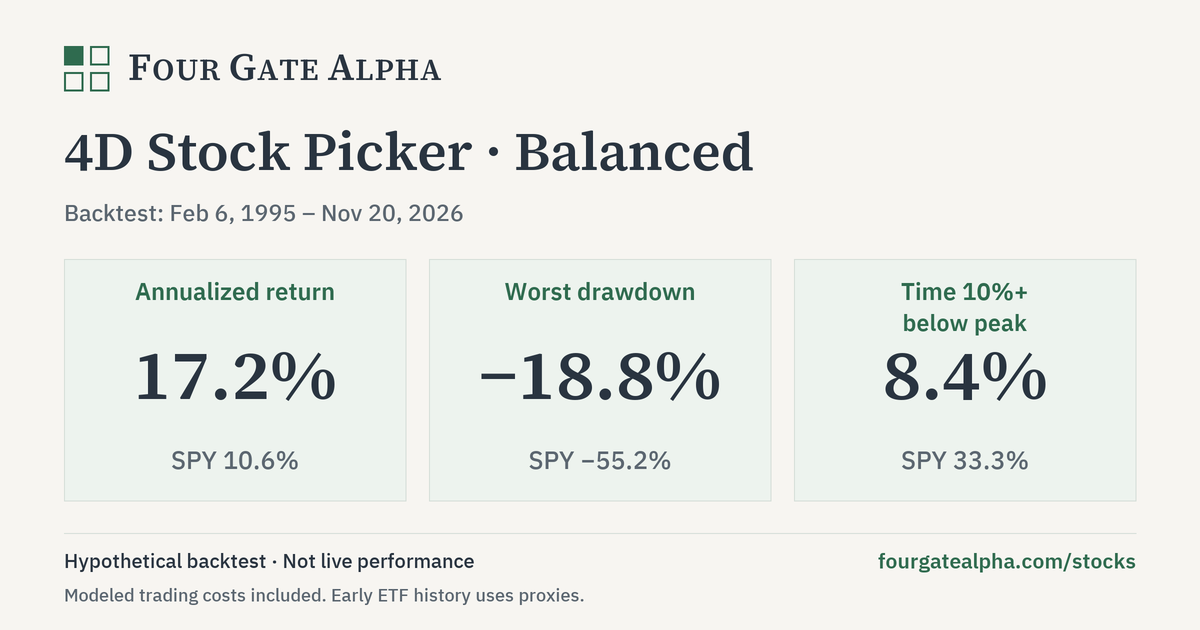 FOUR GATE ALPHA
4D Stock Picker · Balanced
Backtest: Feb 6, 1995 – Nov 20, 2026
Annualized return
17.2%
SPY 10.6%
Worst drawdown
−18.8%
SPY −55.2%
Time 10%+
below peak
8.4%
SPY 33.3%
Hypothetical backtest · Not live performance
fourgatealpha.com/stocks
Modeled trading costs included. Early ETF history uses proxies.